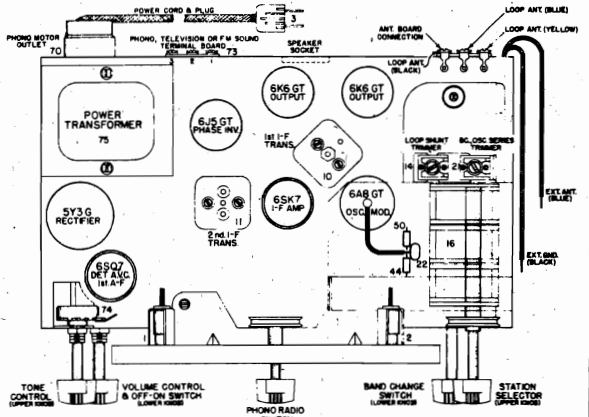 POWER CORD & PLUG
3
PHONO MOTOR
OUTLET
70
PHONO, TELEVISION OR FM SOUND
TERMINAL BOARD
73
3 2 1
SPEAKER
SOCKET
ANT. BOARD
CONNECTION
LOOP ANT. (BLUE)
LOOP ANT. (YELLOW)
LOOP ANT.
(BLACK)
POWER
TRANSFORMER
75
6J5 GT
PHASE INV.
6K6 GT
OUTPUT
6K6 GT
OUTPUT
1st I-F
TRANS.
10
LOOP SHUNT
TRIMMER
14
BC. OSC SERIES
TRIMMER
21
5Y3G
RECTIFIER
11
2nd. I-F
TRANS.
6SK7
I-F AMP
6A8 GT
OSC. MOD.
50
22
44
16
EXT. ANT.
(BLUE)
EXT. GND.
(BLACK)
6SQ7
DET. A.V.C.
1st. A-F
74
1
2
TONE
CONTROL
(UPPER KNOB)
VOLUME CONTROL
& OFF-ON SWITCH
(LOWER KNOB)
PHONO RADIO
BAND CHANGE
SWITCH
(LOWER KNOB)
STATION
SELECTOR
(UPPER KNOB)